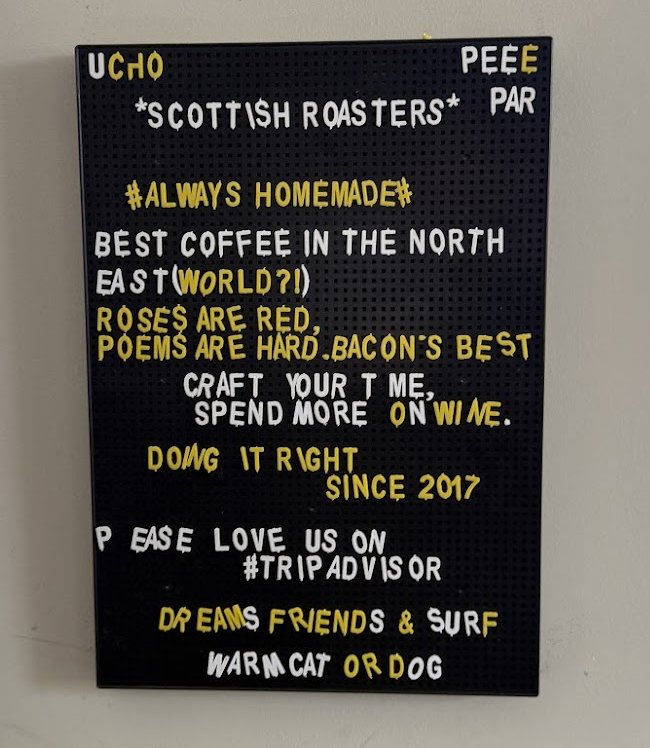 UCHO PEEE
*SCOTTISH ROASTERS* PAR
#ALWAYS HOMEMADE#
BEST COFFEE IN THE NORTH
EAST(WORLD?!)
ROSES ARE RED,
POEMS ARE HARD.BACON'S BEST
CRAFT YOUR T ME,
SPEND MORE ON WINE.
DOING IT RIGHT
SINCE 2017
P EASE LOVE US ON
#TRIPADVISOR
DREAMS FRIENDS & SURF
WARM CAT OR DOG